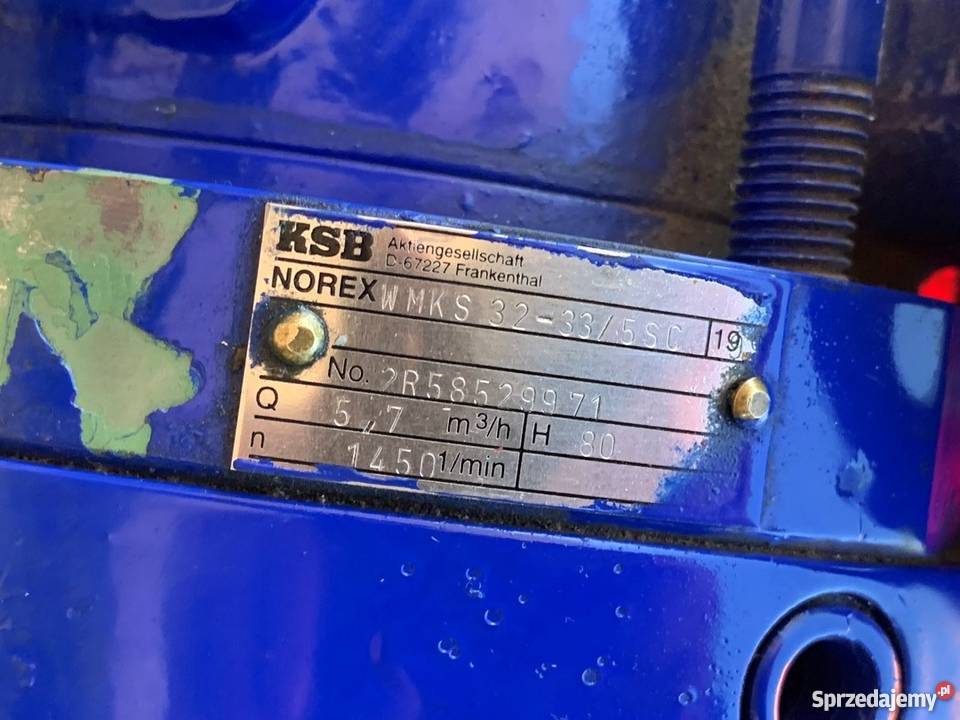 KSB Aktiengesellschaft
D-67227 Frankenthal
NOREX WMKS 32-33/5SC 19
No. 2R58529971
Q 5,7 m³/h H 80
n 1450 1/min
Sprzedajemy.pl